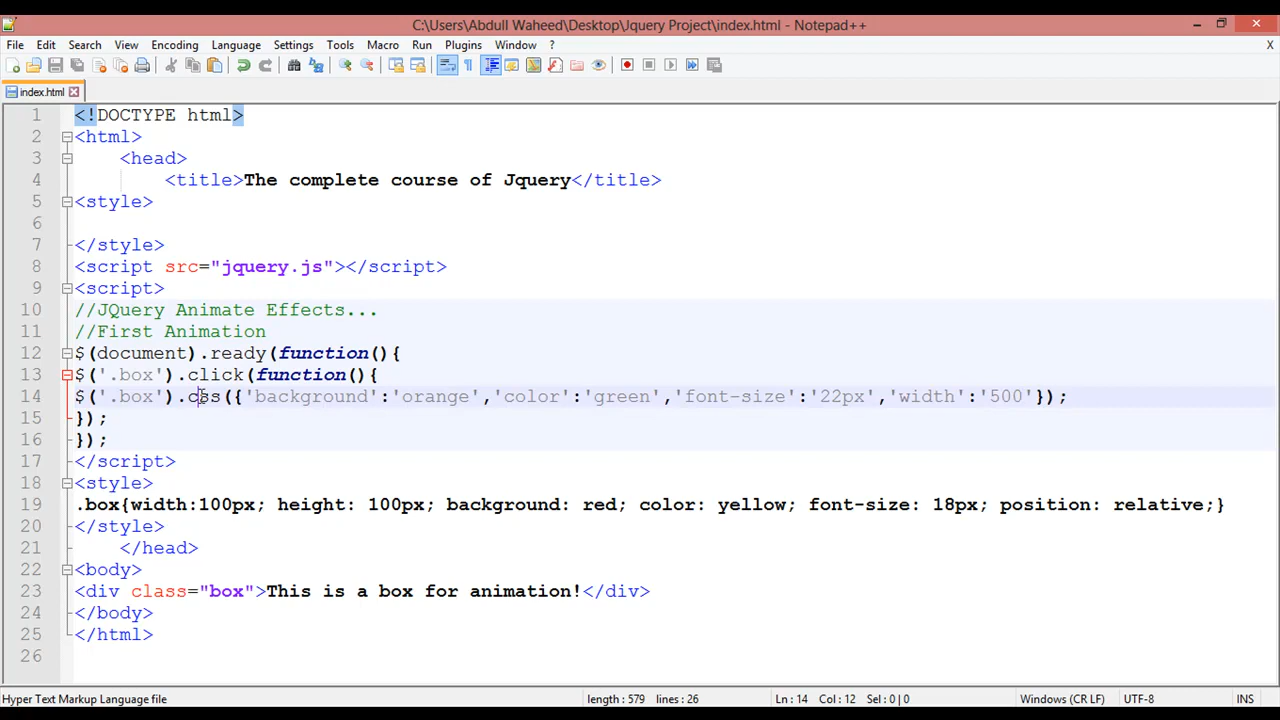 C:\Users\Abdull Waheed\Desktop\Jquery Project\index.html - Notepad++
File Edit Search View Encoding Language Settings Tools Macro Run Plugins Window ? X
index.html
1 <!DOCTYPE html>
2 <html>
3 <head>
4 <title>The complete course of Jquery</title>
5 <style>
6
7 </style>
8 <script src="jquery.js"></script>
9 <script>
10 //JQuery Animate Effects...
11 //First Animation
12 $(document).ready(function(){
13 $('.box').click(function(){
14 $('.box').css({'background':'orange','color':'green','font-size':'22px','width':'500'});
15 });
16 });
17 </script>
18 <style>
19 .box{width:100px; height: 100px; background: red; color: yellow; font-size: 18px; position: relative;}
20 </style>
21 </head>
22 <body>
23 <div class="box">This is a box for animation!</div>
24 </body>
25 </html>
26
Hyper Text Markup Language file length : 579 lines : 26 Ln : 14 Col : 12 Sel : 0 | 0 Windows (CR LF) UTF-8 INS